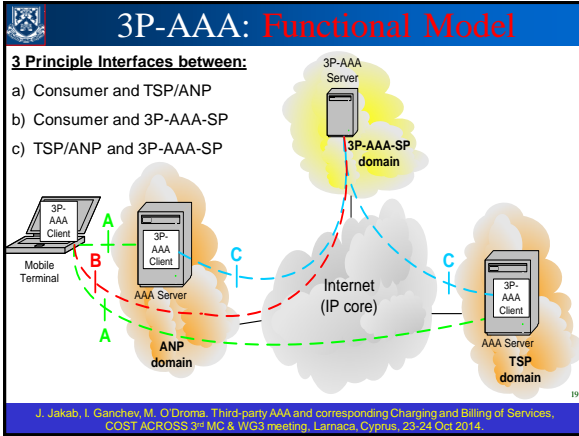 3P-AAA: Functional Model
3 Principle Interfaces between:
a) Consumer and TSP/ANP
b) Consumer and 3P-AAA-SP
c) TSP/ANP and 3P-AAA-SP
3P-AAA
Server
3P-AAA-SP
domain
3P-
AAA
Client
Mobile
Terminal
A
B
A
3P-
AAA
Client
AAA Server
ANP
domain
C
Internet
(IP core)
C
3P-
AAA
Client
AAA Server
TSP
domain
19
J. Jakab, I. Ganchev, M. O'Droma. Third-party AAA and corresponding Charging and Billing of Services,
COST ACROSS 3rd MC & WG3 meeting, Larnaca, Cyprus, 23-24 Oct 2014.